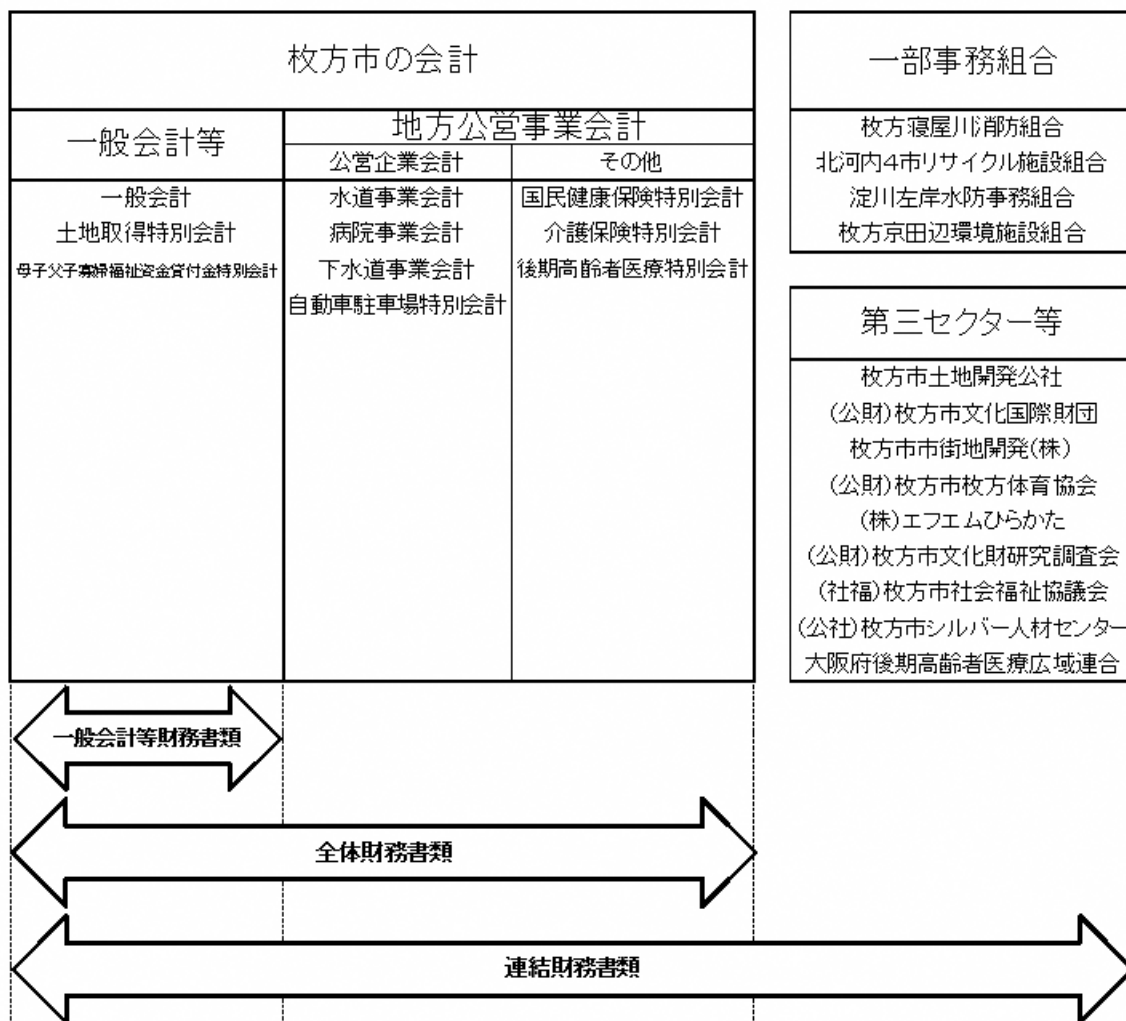 枚方市の会計
一般会計等
地方公営事業会計
公営企業会計
その他
一般会計
土地取得特別会計
母子父子寡婦福祉資金貸付金特別会計
水道事業会計
病院事業会計
下水道事業会計
自動車駐車場特別会計
国民健康保険特別会計
介護保険特別会計
後期高齢者医療特別会計
一部事務組合
枚方寝屋川消防組合
北河内4市リサイクル施設組合
淀川左岸水防事務組合
枚方京田辺環境施設組合
第三セクター等
枚方市土地開発公社
(公財)枚方市文化国際財団
枚方市市街地開発(株)
(公財)枚方市枚方体育協会
(株)エフエムひらかた
(公財)枚方市文化財研究調査会
(社福)枚方市社会福祉協議会
(公社)枚方市シルバー人材センター
大阪府後期高齢者医療広域連合
一般会計等財務書類
全体財務書類
連結財務書類